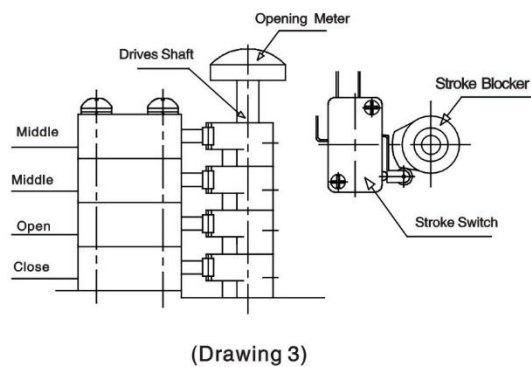 Opening Meter
Drives Shaft
Stroke Blocker
Middle
Middle
Open
Close
Stroke Switch
(Drawing 3)